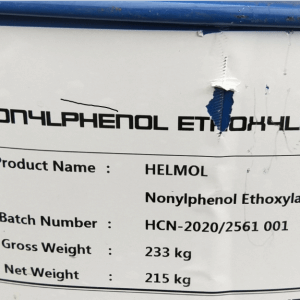 ONYLPHENOL ETHOXYL
Product Name : HELMOL
Nonylphenol Ethoxyla
Batch Number : HCN-2020/2561 001
Gross Weight : 233 kg
Net Weight : 215 kg